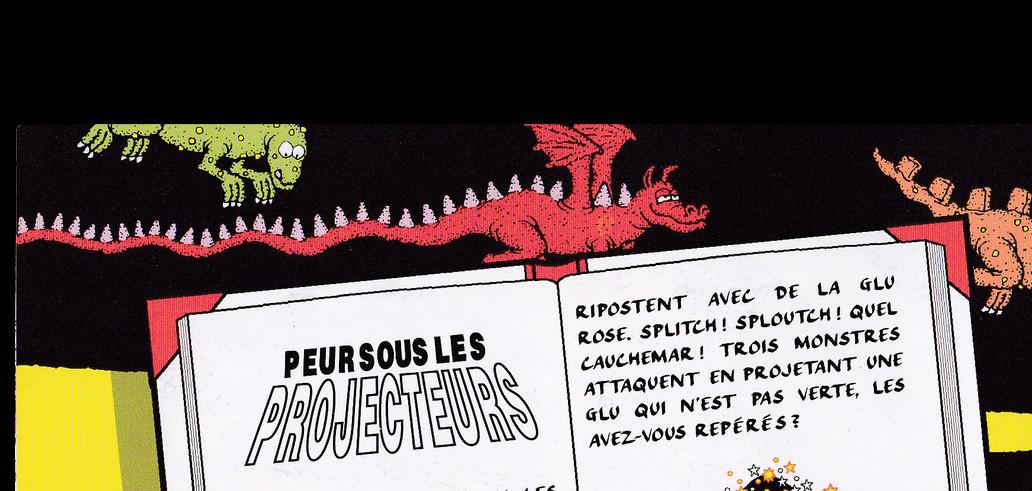 PEUR SOUS LES
PROJECTEURS
LES
RIPOSTENT AVEC DE LA GLU
ROSE. SPLITCH ! SPLOUTCH ! QUEL
CAUCHEMAR ! TROIS MONSTRES
ATTAQUENT EN PROJETANT UNE
GLU QUI N'EST PAS VERTE, LES
AVEZ-VOUS REPÉRÉS ?